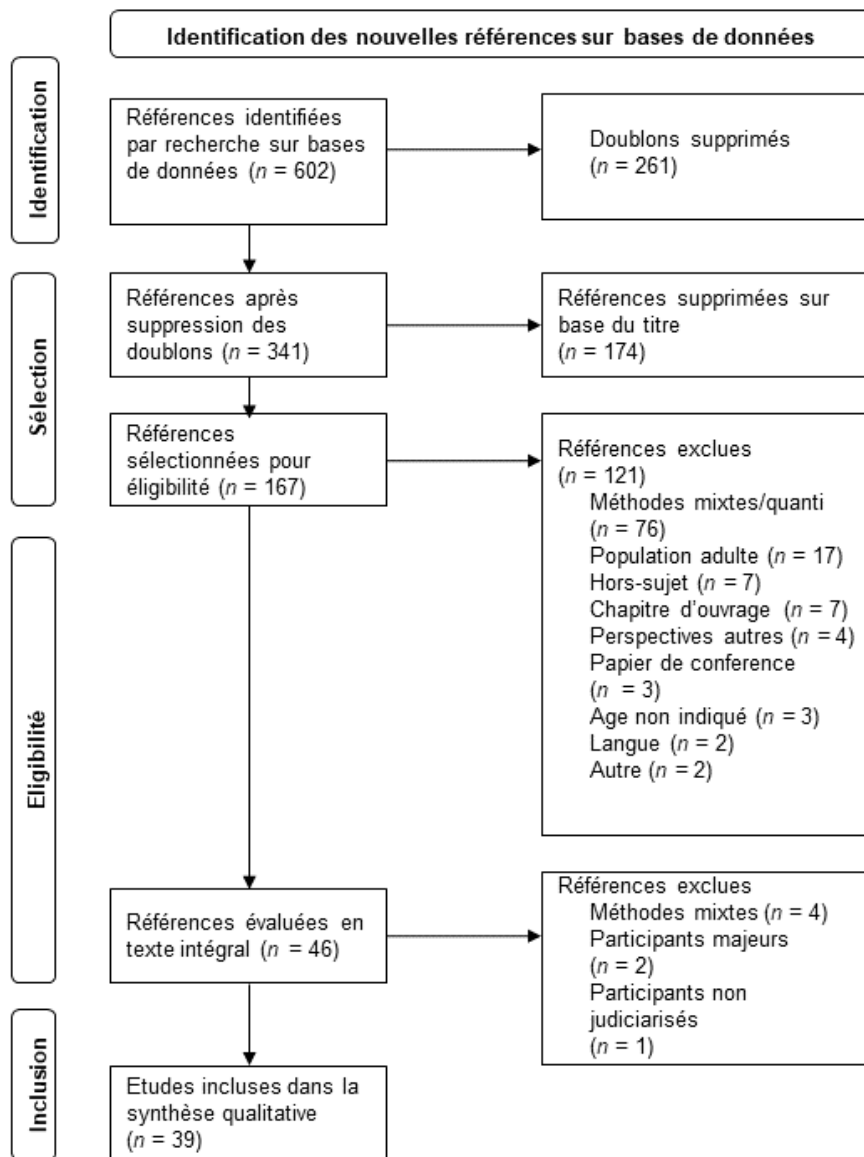 Identification des nouvelles références sur bases de données
Identification
Références identifiées
par recherche sur bases
de données (n = 602)
Doublons supprimés
(n = 261)
Sélection
Références après
suppression des
doublons (n = 341)
Références supprimées sur
base du titre
(n = 174)
Références
sélectionnées pour
éligibilité (n = 167)
Références exclues
(n = 121)
Méthodes mixtes/quanti
(n = 76)
Population adulte (n = 17)
Hors-sujet (n = 7)
Chapitre d'ouvrage (n = 7)
Perspectives autres (n = 4)
Papier de conference
(n = 3)
Age non indiqué (n = 3)
Langue (n = 2)
Autre (n = 2)
Eligibilité
Références évaluées en
texte intégral (n = 46)
Références exclues
Méthodes mixtes (n = 4)
Participants majeurs
(n = 2)
Participants non
judiciarisés
(n = 1)
Inclusion
Etudes incluses dans la
synthèse qualitative
(n = 39)